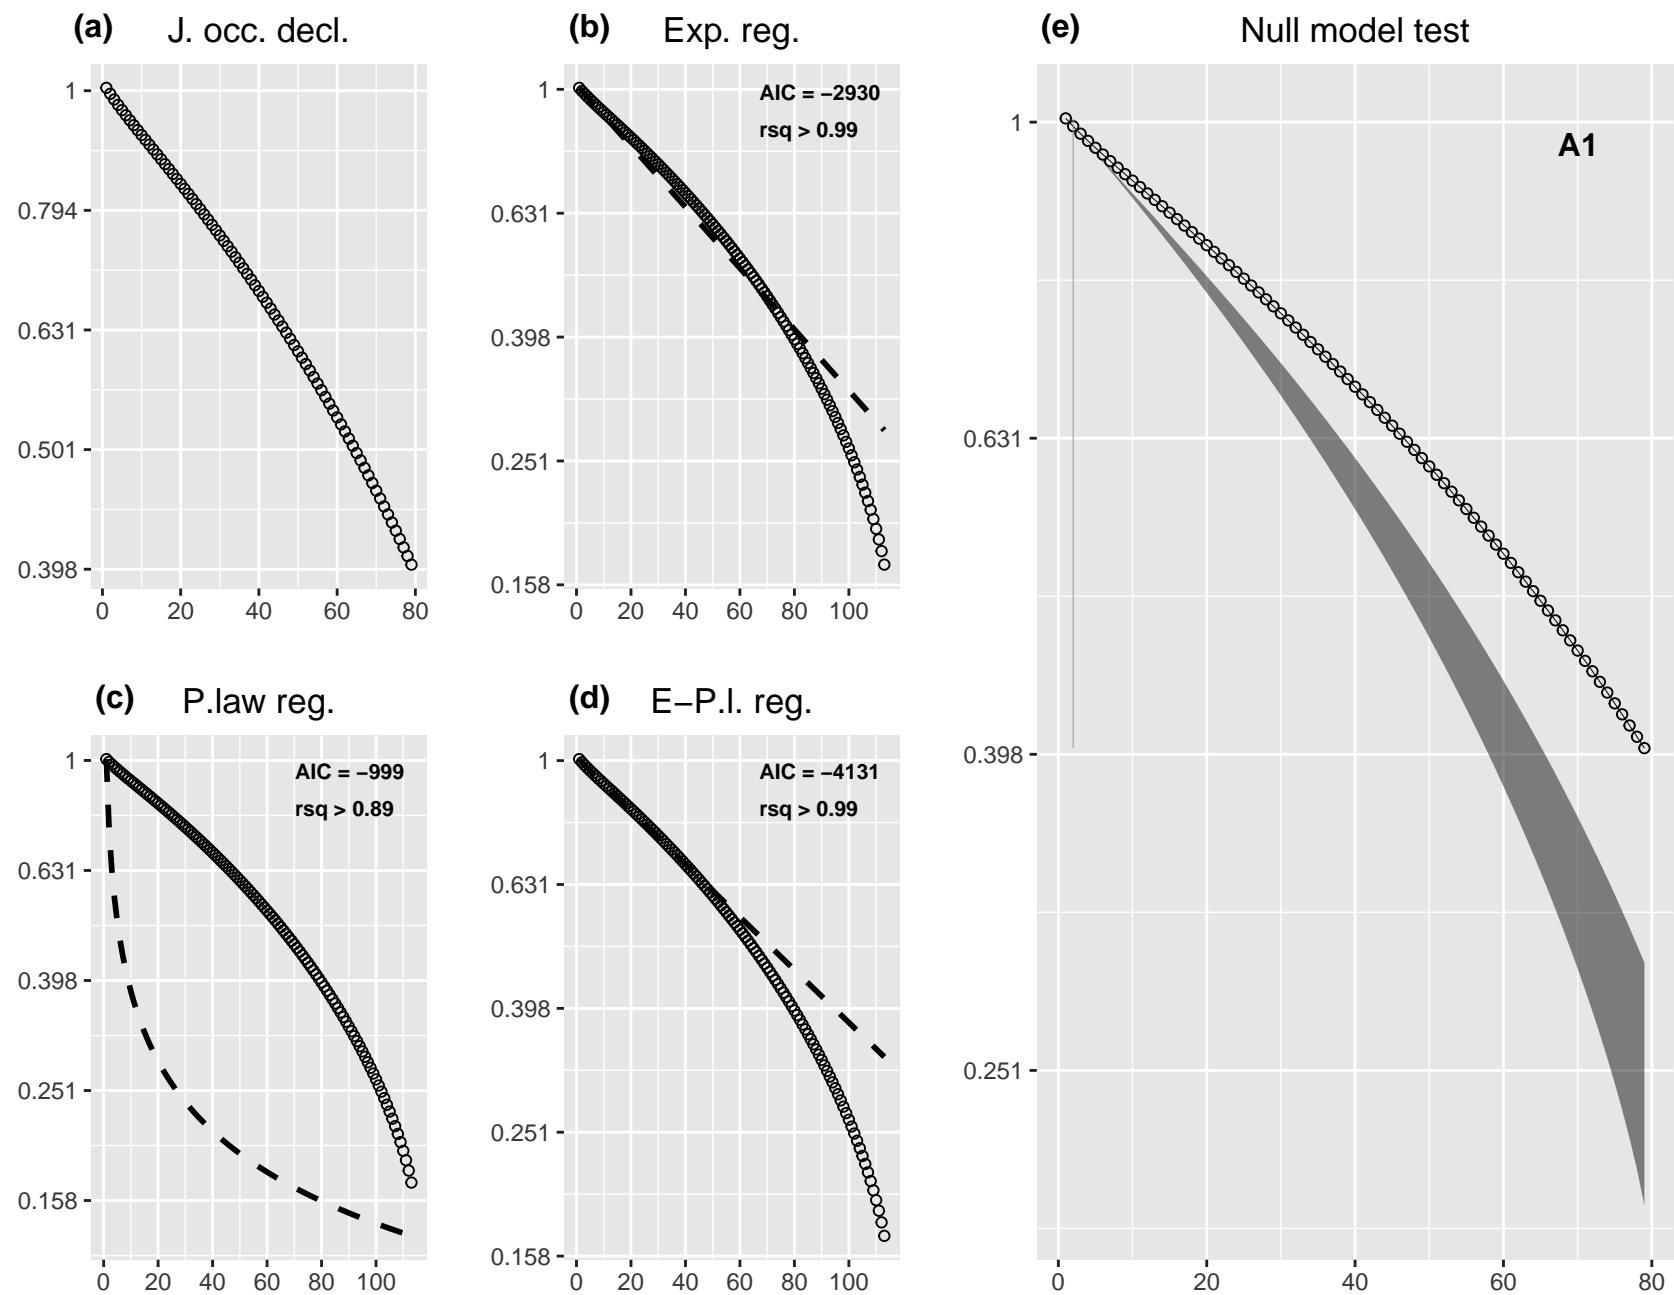 (a) J. occ. decl.
1
0.794
0.631
0.501
0.398
0 20 40 60 80
(b) Exp. reg.
AIC = −2930
rsq > 0.99
1
0.631
0.398
0.251
0.158
0 20 40 60 80 100
(c) P.law reg.
AIC = −999
rsq > 0.89
1
0.631
0.398
0.251
0.158
0 20 40 60 80 100
(d) E−P.l. reg.
AIC = −4131
rsq > 0.99
1
0.631
0.398
0.251
0.158
0 20 40 60 80 100
(e) Null model test
A1
1
0.631
0.398
0.251
0 20 40 60 80